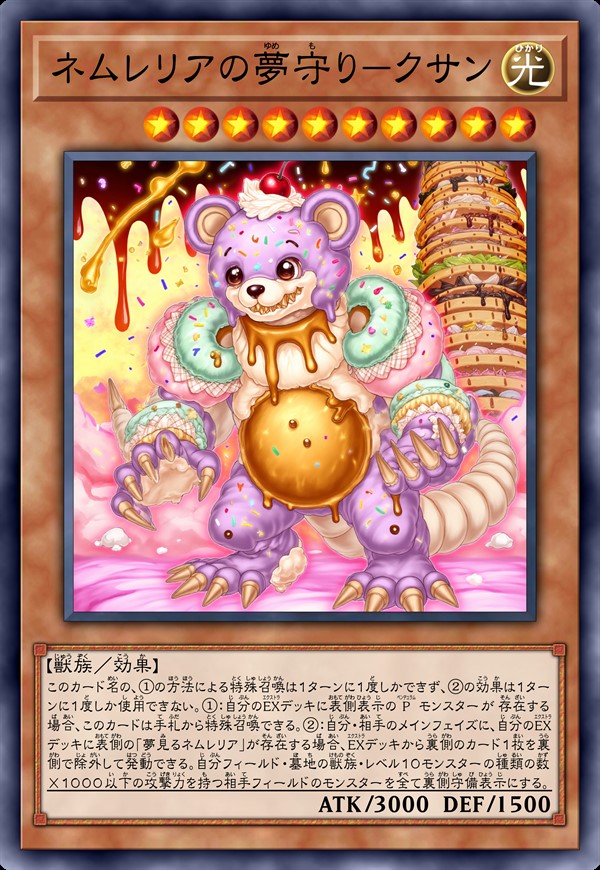 ネムレリアの夢守り－クサン 光
【獣族／効果】
このカード名の、①の方法による特殊召喚は1ターンに1度しかできず、②の効果は1ター
ンに1度しか使用できない。①：自分のEXデッキに表側表示のP モンスターが存在する
場合、このカードは手札から特殊召喚できる。②：自分・相手のメインフェイズに、自分のEX
デッキに表側の「夢見るネムレリア」が存在する場合、EXデッキから裏側のカード1枚を裏
側で除外して発動できる。自分フィールド・墓地の獣族・レベル10モンスターの種類の数
×1000以下の攻撃力を持つ相手フィールドのモンスターを全て裏側守備表示にする。
ATK/3000 DEF/1500